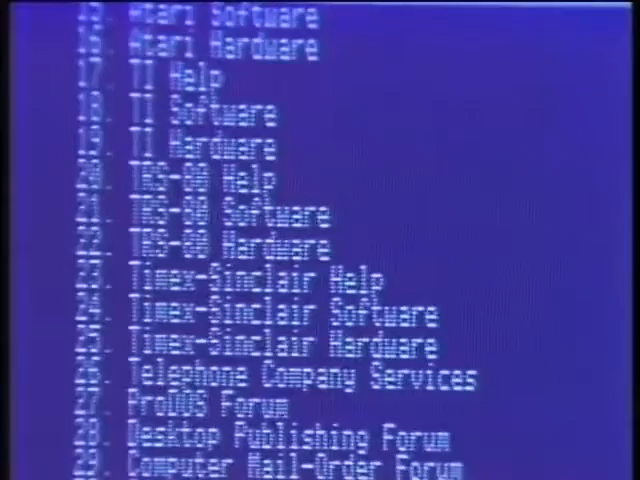 15. Atari Software
16. Atari Hardware
17. TI Help
18. TI Software
19. TI Hardware
20. TRS-80 Help
21. TRS-80 Software
22. TRS-80 Hardware
23. Timex-Sinclair Help
24. Timex-Sinclair Software
25. Timex-Sinclair Hardware
26. Telephone Company Services
27. ProDOS Forum
28. Desktop Publishing Forum
29. Computer Mail-Order Forum